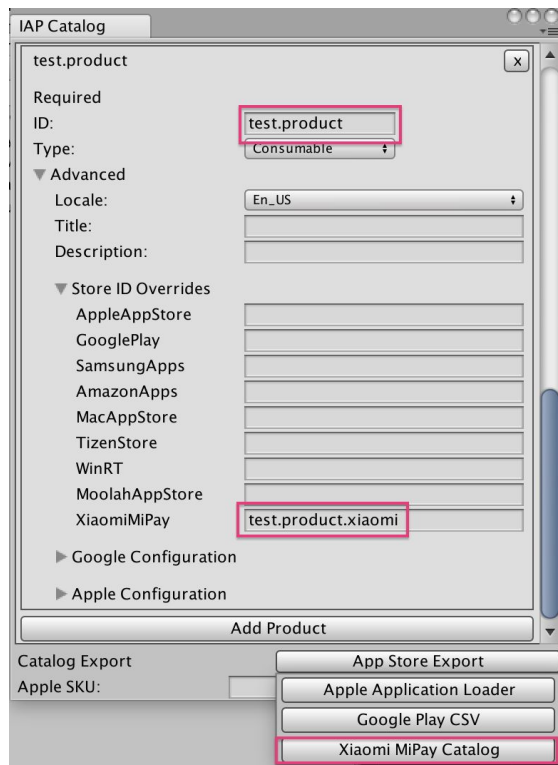 IAP Catalog
test.product
x
Required
ID: test.product
Type: Consumable
Advanced
Locale: En_US
Title:
Description:
Store ID Overrides
AppleAppStore
GooglePlay
SamsungApps
AmazonApps
MacAppStore
TizenStore
WinRT
MoolahAppStore
XiaomiMiPay test.product.xiaomi
Google Configuration
Apple Configuration
Add Product
Catalog Export App Store Export
Apple SKU: Apple Application Loader
Google Play CSV
Xiaomi MiPay Catalog